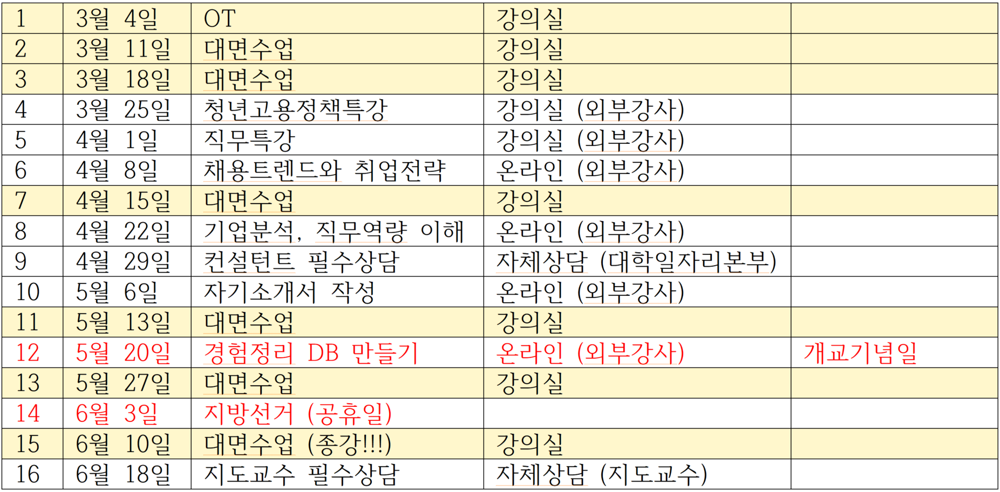 1 3월 4일 OT 강의실
2 3월 11일 대면수업 강의실
3 3월 18일 대면수업 강의실
4 3월 25일 청년고용정책특강 강의실 (외부강사)
5 4월 1일 직무특강 강의실 (외부강사)
6 4월 8일 채용트렌드와 취업전략 온라인 (외부강사)
7 4월 15일 대면수업 강의실
8 4월 22일 기업분석, 직무역량 이해 온라인 (외부강사)
9 4월 29일 컨설턴트 필수상담 자체상담 (대학일자리본부)
10 5월 6일 자기소개서 작성 온라인 (외부강사)
11 5월 13일 대면수업 강의실
12 5월 20일 경험정리 DB 만들기 온라인 (외부강사) 개교기념일
13 5월 27일 대면수업 강의실
14 6월 3일 지방선거 (공휴일)
15 6월 10일 대면수업 (종강!!!) 강의실
16 6월 18일 지도교수 필수상담 자체상담 (지도교수)